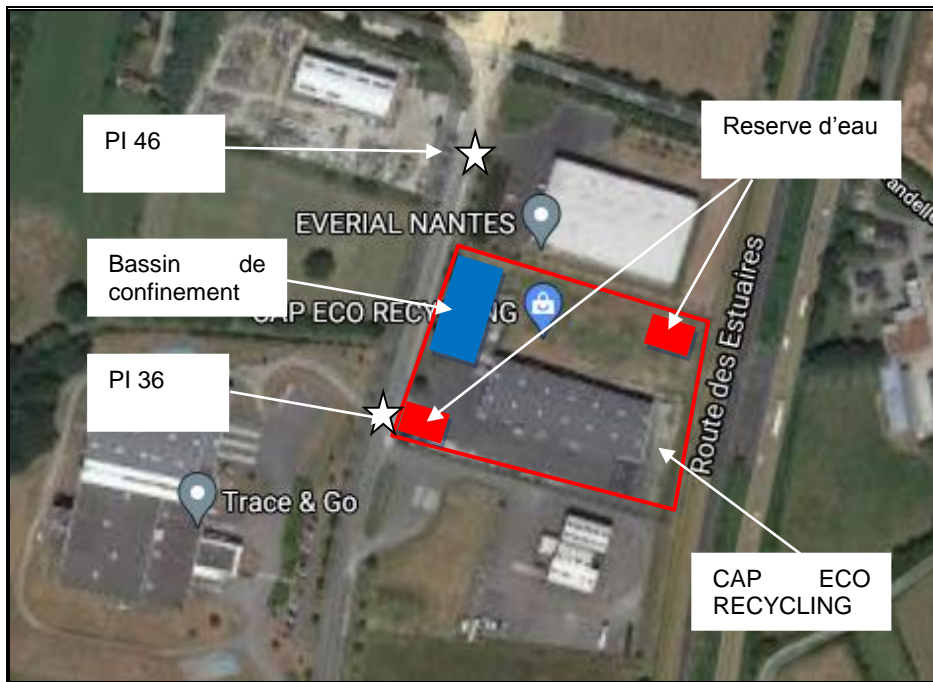 PI 46
Reserve d'eau
EVERIAL NANTES
Bassin de
confinement
CAP ECO RECYCLING
PI 36
Route des Estuaires
Trace & Go
CAP ECO
RECYCLING